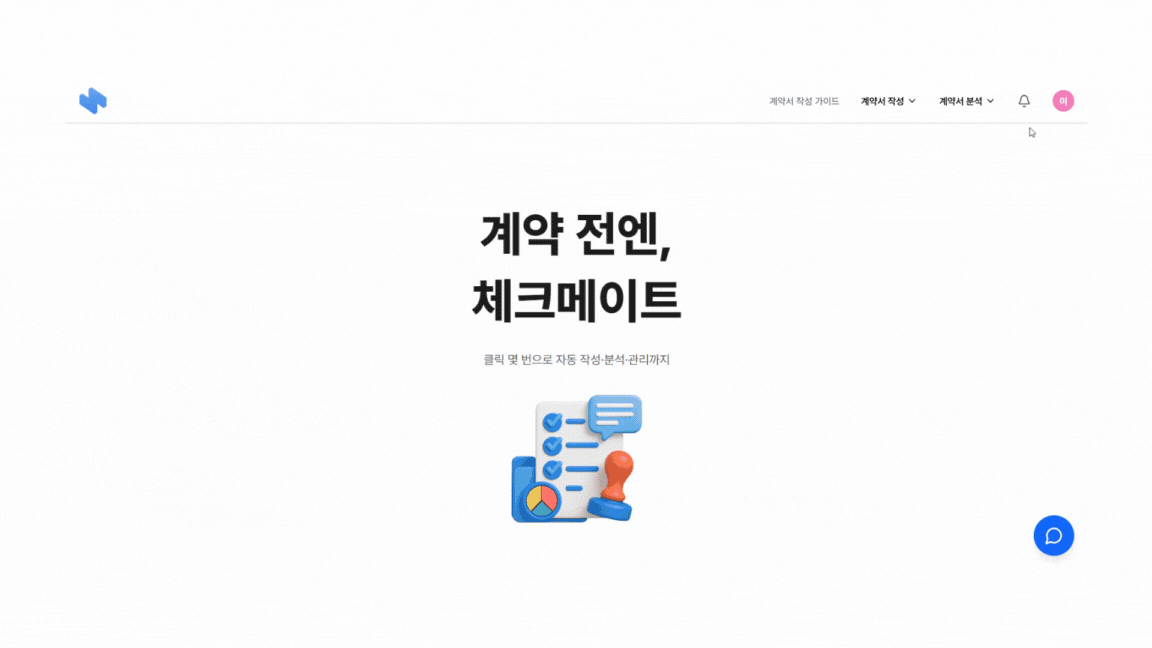 계약서 작성 가이드
계약서 작성
계약서 분석
이
계약 전엔,
체크메이트
클릭 몇 번으로 자동 작성·분석·관리까지